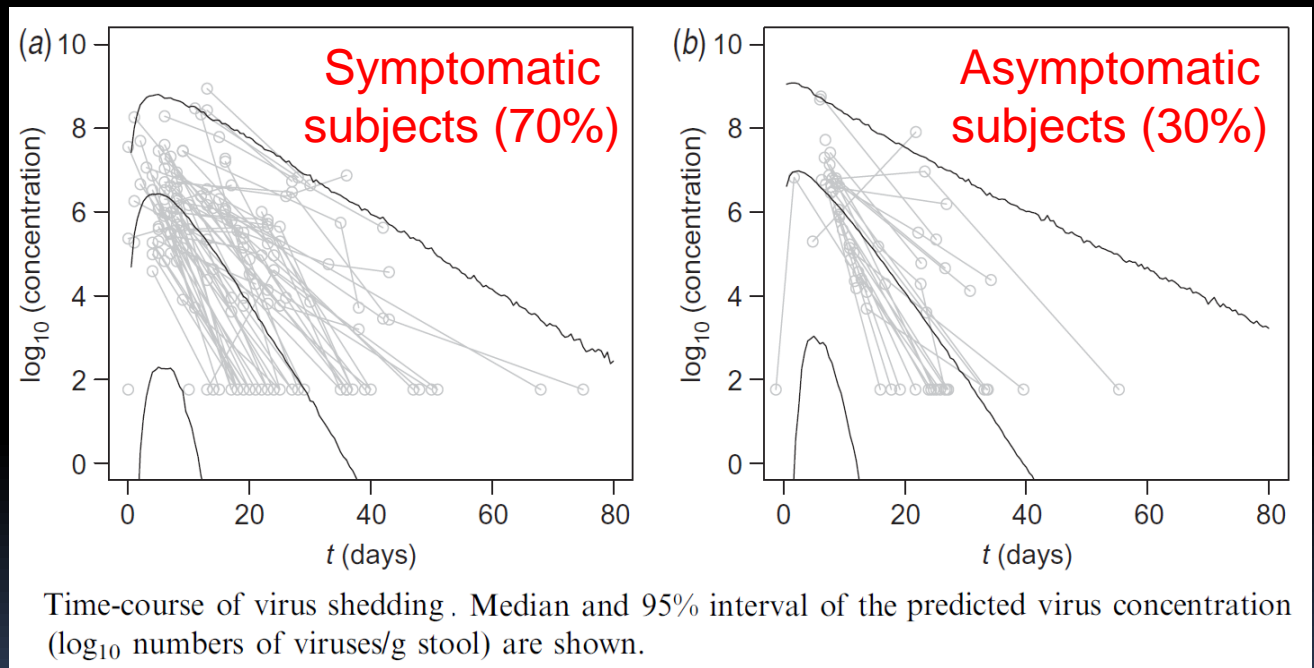 (a)
Symptomatic
subjects (70%)
10
8
6
4
2
0
log10 (concentration)
0 20 40 60 80
t (days)
(b)
Asymptomatic
subjects (30%)
10
8
6
4
2
0
log10 (concentration)
0 20 40 60 80
t (days)
Time-course of virus shedding. Median and 95% interval of the predicted virus concentration
(log10 numbers of viruses/g stool) are shown.